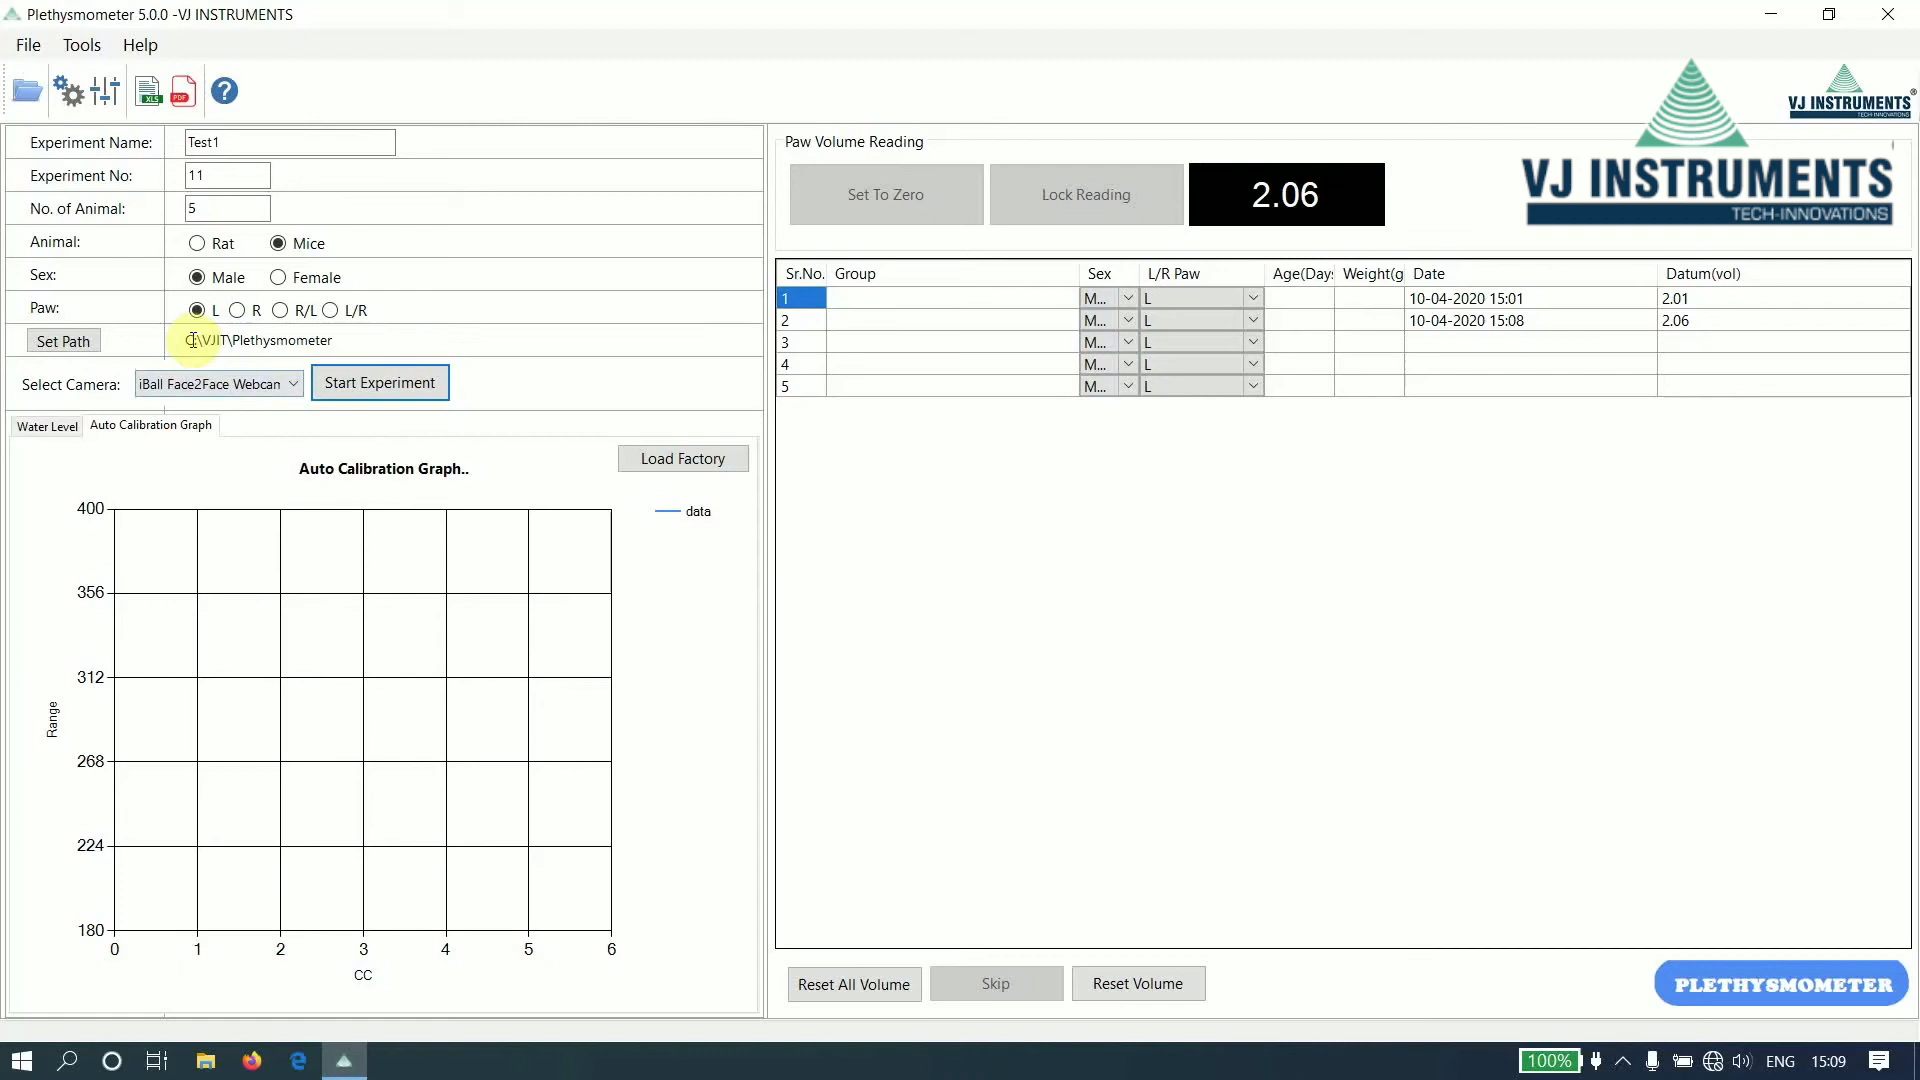 Plethysmometer 5.0.0 -VJ INSTRUMENTS
File Tools Help
XLS PDF ?
VJ INSTRUMENTS®
TECH-INNOVATIONS
VJ INSTRUMENTS
TECH-INNOVATIONS
Experiment Name: Test1
Experiment No: 11
No. of Animal: 5
Animal: Rat Mice
Sex: Male Female
Paw: L R R/L L/R
Set Path C:\VJIT\Plethysmometer
Select Camera: iBall Face2Face Webcan Start Experiment
Water Level Auto Calibration Graph
Load Factory
Auto Calibration Graph..
data
400
356
312
268
224
180
Range
0 1 2 3 4 5 6
CC
Paw Volume Reading
Set To Zero Lock Reading 2.06
Sr.No. Group Sex L/R Paw Age(Days Weight(g Date Datum(vol)
1 M... L 10-04-2020 15:01 2.01
2 M... L 10-04-2020 15:08 2.06
3 M... L
4 M... L
5 M... L
Reset All Volume Skip Reset Volume
PLETHYSMOMETER
100% ENG 15:09